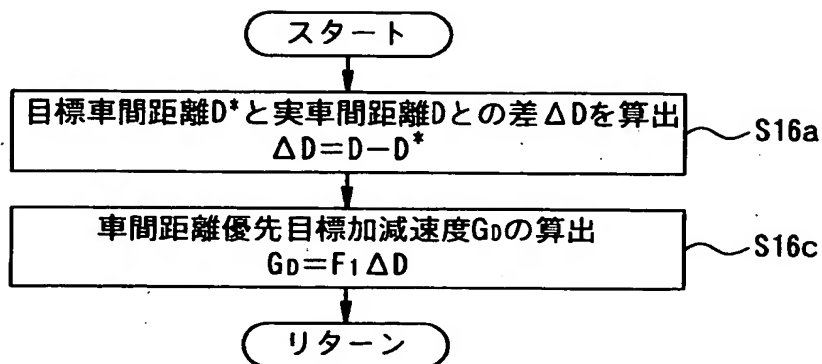 スタート
目標車間距離D*と実車間距離Dとの差ΔDを算出
ΔD=D−D*
S16a
車間距離優先目標加減速度GDの算出
GD=F1ΔD
S16c
リターン